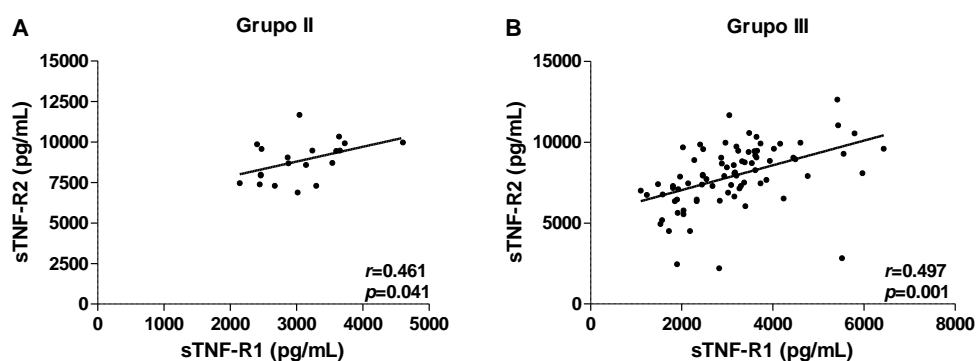 A
Grupo II
sTNF-R2 (pg/mL)
15000
12500
10000
7500
5000
2500
0
r=0.461
p=0.041
0 1000 2000 3000 4000 5000
sTNF-R1 (pg/mL)
B
Grupo III
sTNF-R2 (pg/mL)
15000
10000
5000
0
r=0.497
p=0.001
0 2000 4000 6000 8000
sTNF-R1 (pg/mL)